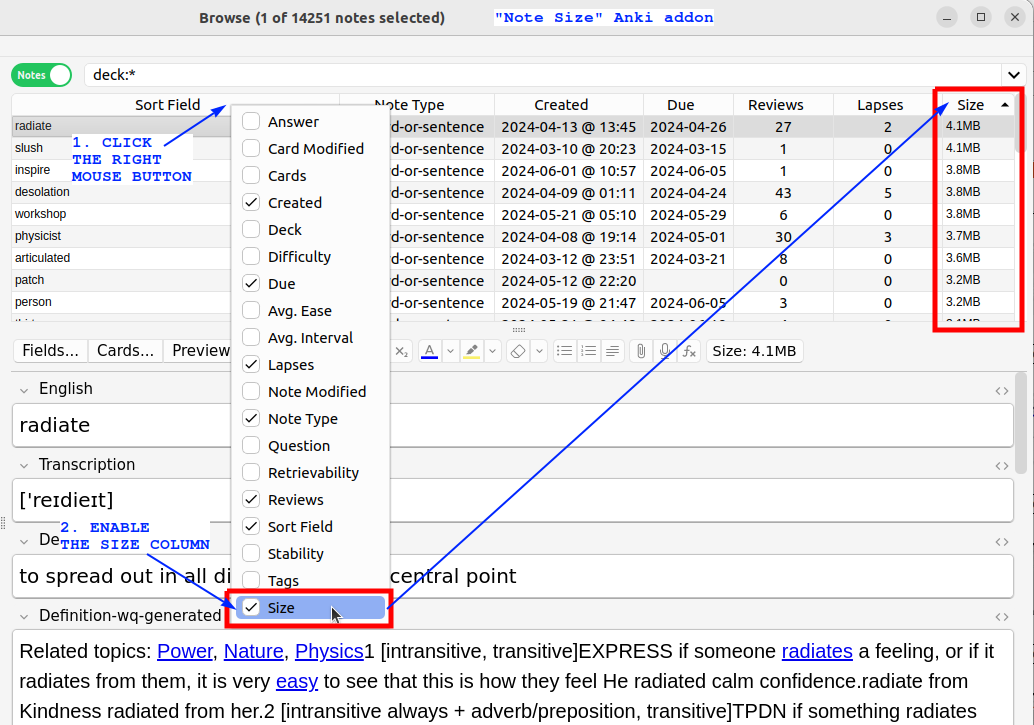 Browse (1 of 14251 notes selected)
"Note Size" Anki addon
Notes
deck:*
Sort Field Note Type Created Due Reviews Lapses Size
radiate d-or-sentence 2024-04-13 @ 13:45 2024-04-26 27 2 4.1MB
slush d-or-sentence 2024-03-10 @ 20:23 2024-03-15 1 0 4.1MB
inspire d-or-sentence 2024-06-01 @ 10:57 2024-06-05 1 0 3.8MB
desolation d-or-sentence 2024-04-09 @ 01:11 2024-04-24 43 5 3.8MB
workshop d-or-sentence 2024-05-21 @ 05:10 2024-05-29 6 0 3.8MB
physicist d-or-sentence 2024-04-08 @ 19:14 2024-05-01 30 3 3.7MB
articulated d-or-sentence 2024-03-12 @ 23:51 2024-03-21 8 0 3.6MB
patch d-or-sentence 2024-05-12 @ 22:20 0 0 3.2MB
person d-or-sentence 2024-05-19 @ 21:47 2024-06-05 3 0 3.2MB
1. CLICK
THE RIGHT
MOUSE BUTTON
Answer
Card Modified
Cards
Created
Deck
Difficulty
Due
Avg. Ease
Avg. Interval
Lapses
Note Modified
Note Type
Question
Retrievability
Reviews
Sort Field
Stability
Tags
Size
Fields... Cards... Preview
x₂ A fx Size: 4.1MB
English
radiate
Transcription
['reɪdieɪt]
2. ENABLE
THE SIZE COLUMN
De
to spread out in all di central point
Definition-wq-generated
Related topics: Power, Nature, Physics1 [intransitive, transitive]EXPRESS if someone radiates a feeling, or if it
radiates from them, it is very easy to see that this is how they feel He radiated calm confidence.radiate from
Kindness radiated from her.2 [intransitive always + adverb/preposition, transitive]TPDN if something radiates